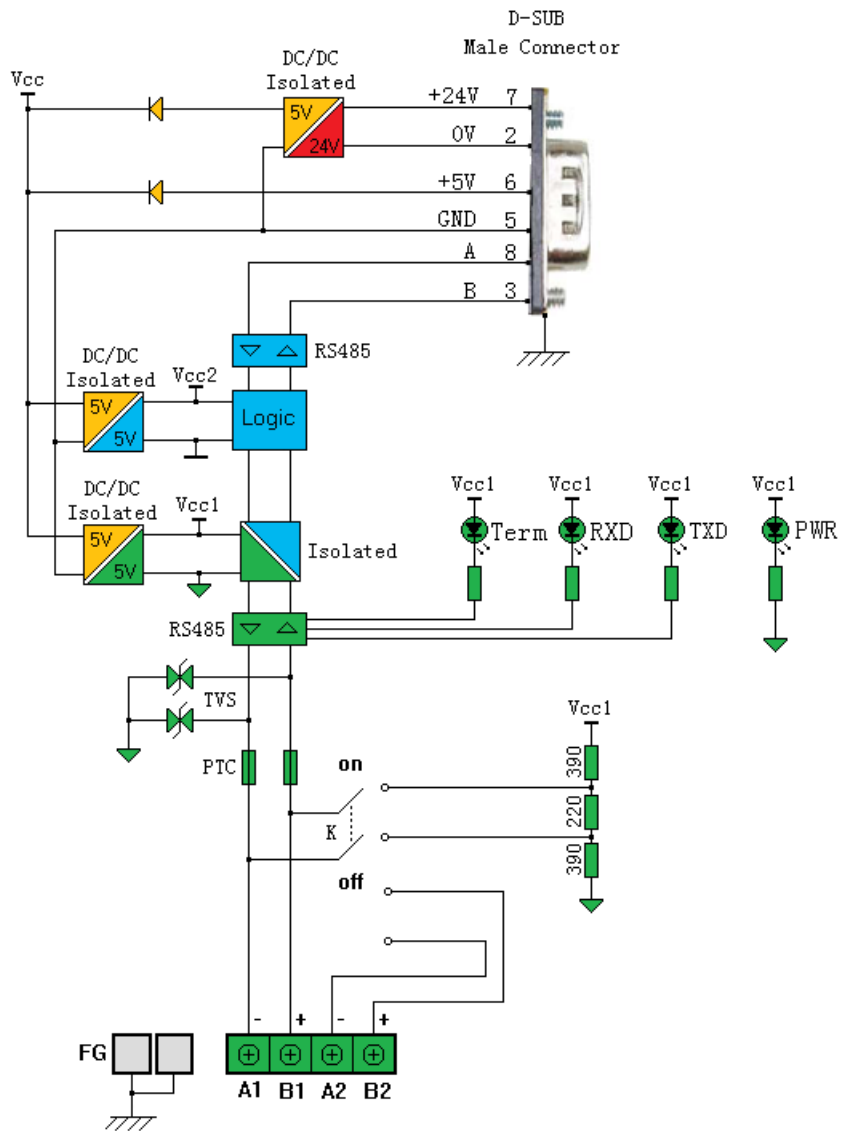 D-SUB
Male Connector
DC/DC
Isolated
Vcc
5V
24V
+24V 7
0V 2
+5V 6
GND 5
A 8
B 3
RS485
DC/DC
Isolated
Vcc2
5V
5V
Logic
DC/DC
Isolated
Vcc1
5V
5V
Isolated
Vcc1
Vcc1
Vcc1
Vcc1
Term
RXD
TXD
PWR
RS485
TVS
Vcc1
PTC
on
390
220
K
390
off
- + - +
FG
A1 B1 A2 B2